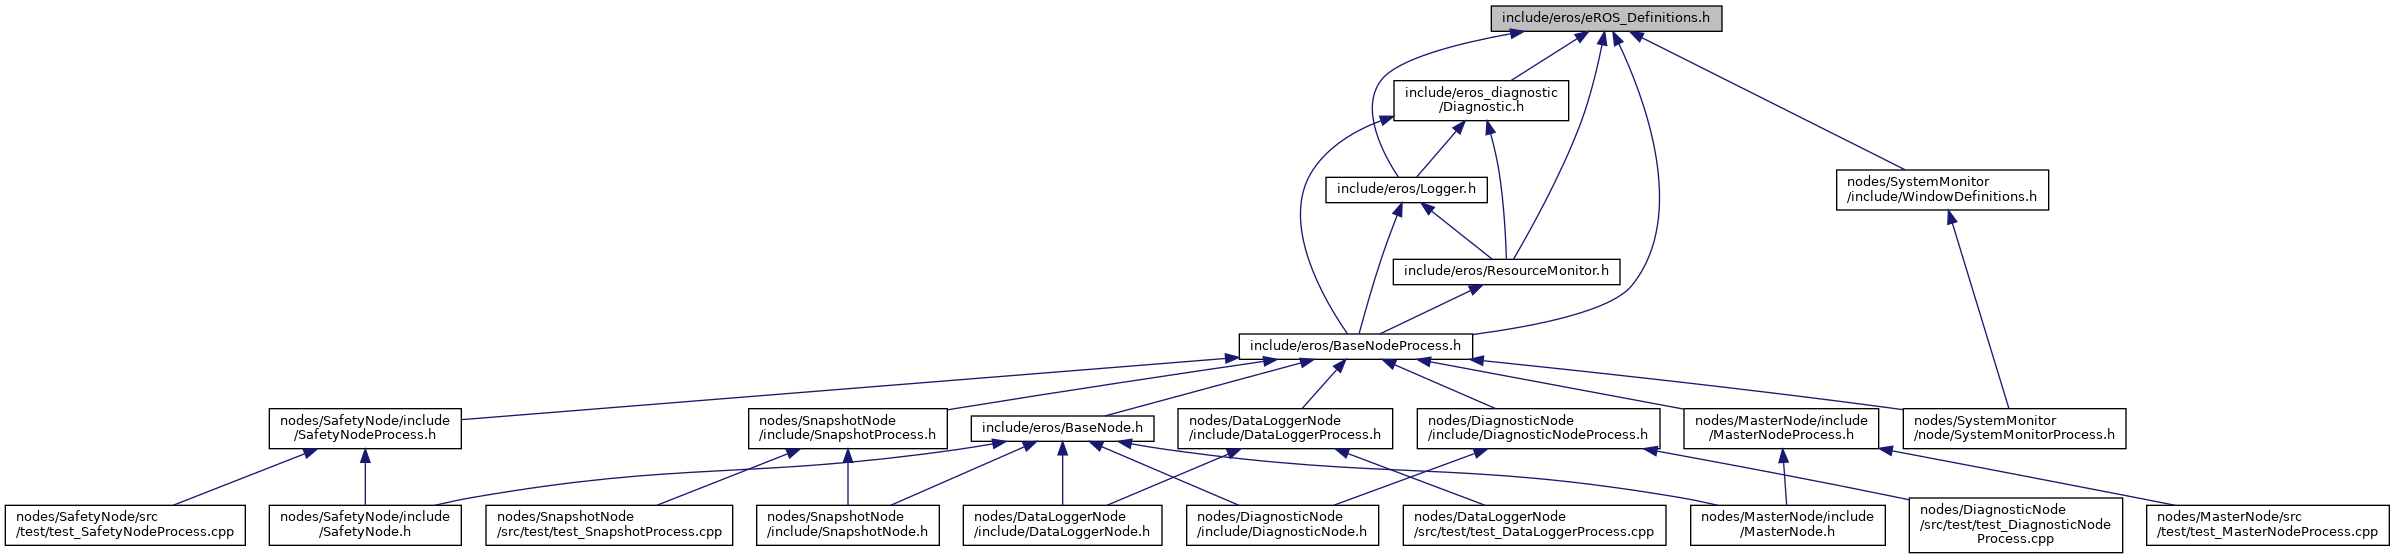 include/eros/eROS_Definitions.h
include/eros_diagnostic
/Diagnostic.h
include/eros/Logger.h
nodes/SystemMonitor
/include/WindowDefinitions.h
include/eros/ResourceMonitor.h
include/eros/BaseNodeProcess.h
nodes/SafetyNode/include
/SafetyNodeProcess.h
nodes/SnapshotNode
/include/SnapshotProcess.h
include/eros/BaseNode.h
nodes/DataLoggerNode
/include/DataLoggerProcess.h
nodes/DiagnosticNode
/include/DiagnosticNodeProcess.h
nodes/MasterNode/include
/MasterNodeProcess.h
nodes/SystemMonitor
/node/SystemMonitorProcess.h
nodes/SafetyNode/src
/test/test_SafetyNodeProcess.cpp
nodes/SafetyNode/include
/SafetyNode.h
nodes/SnapshotNode
/src/test/test_SnapshotProcess.cpp
nodes/SnapshotNode
/include/SnapshotNode.h
nodes/DataLoggerNode
/include/DataLoggerNode.h
nodes/DiagnosticNode
/include/DiagnosticNode.h
nodes/DataLoggerNode
/src/test/test_DataLoggerProcess.cpp
nodes/MasterNode/include
/MasterNode.h
nodes/DiagnosticNode
/src/test/test_DiagnosticNode
Process.cpp
nodes/MasterNode/src
/test/test_MasterNodeProcess.cpp